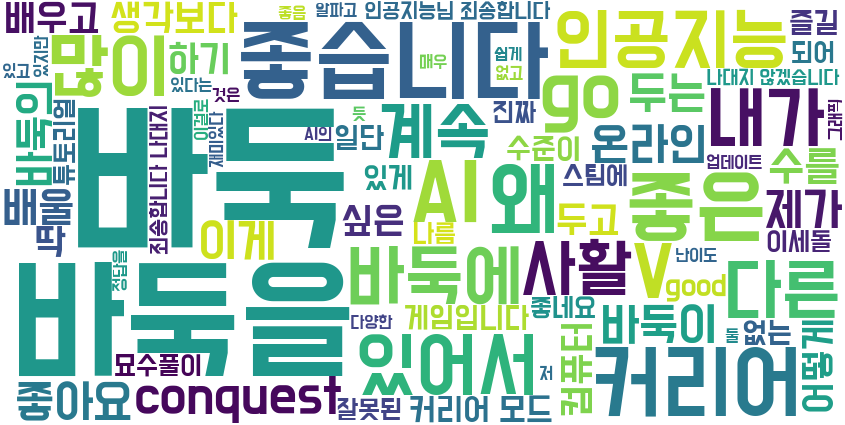 배우고
생각보다
좋음
알파고
인공지능님 죄송합니다
즐길
있고
있지만
많이
하기
좋습니다
매우
쉽게
없고
인공지능
되어
있다는
것은
나대지 않겠습니다
바둑의
튜토리얼
재미있다
이걸로
바둑
듯
AI의
일단
계속
진짜
go
두는
내가
그래픽
수준이
온라인
업데이트
수를
배울
죄송합니다 나대지
있게
AI
왜
스팀에
좋은
제가
싶은
다름
두고
이세돌
이게
정답을
바둑을
바둑에
사활
V
good
난이도
다른
묘수풀이
다양한
게임입니다
좋네요
컴퓨터
바둑이
둘
없는
어떻게
좋아요
conquest
있어서
저
잘못된
커리어 모드
커리어